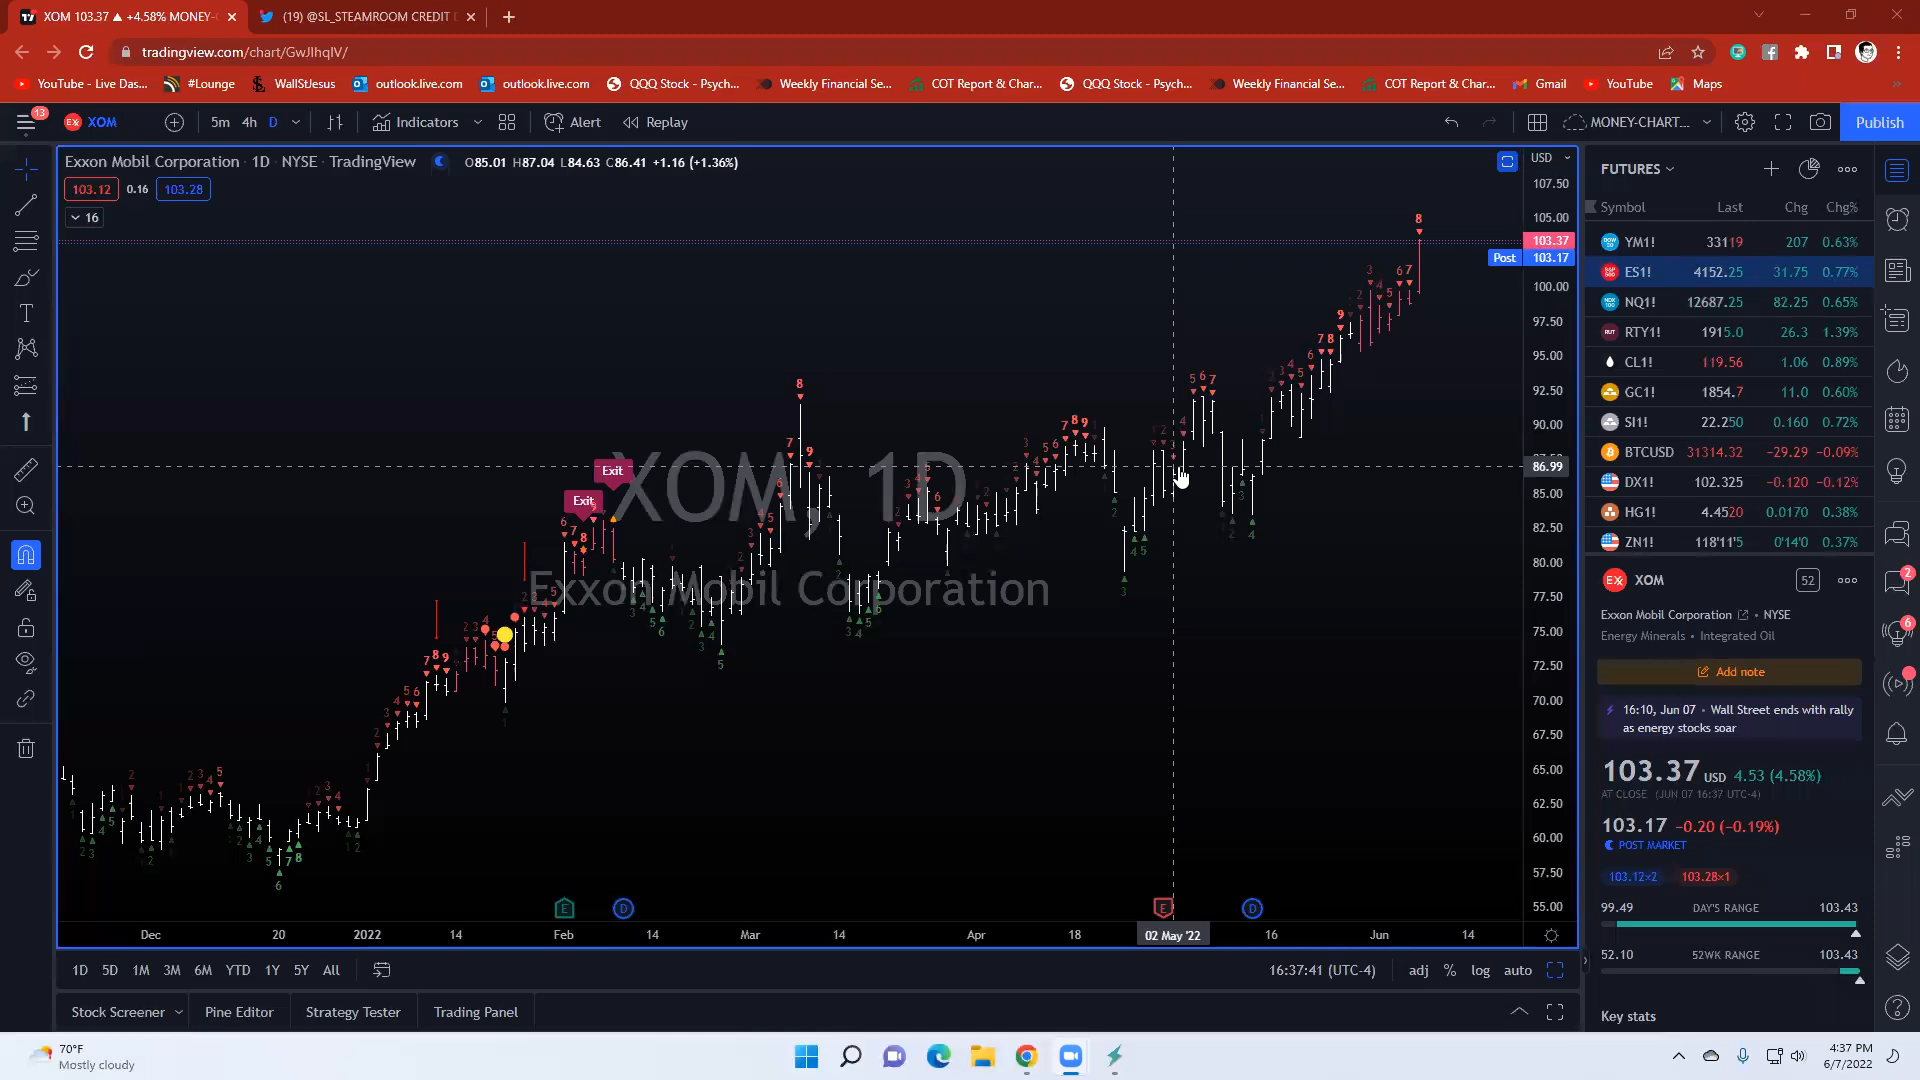 XOM 103.37 ▲ +4.58% MONEY-
(19) @SL_STEAMROOM CREDIT
tradingview.com/chart/GwJlhqIV/
YouTube - Live Das...
#Lounge
WallStJesus
outlook.live.com
outlook.live.com
QQQ Stock - Psych...
Weekly Financial Se...
COT Report & Char...
QQQ Stock - Psych...
Weekly Financial Se...
COT Report & Char...
Gmail
YouTube
Maps
13
XOM
5m 4h D
Indicators
Alert
Replay
MONEY-CHART...
Publish
Exxon Mobil Corporation · 1D · NYSE · TradingView
O85.01 H87.04 L84.63 C86.41 +1.16 (+1.36%)
103.12 0.16 103.28
16
XOM, 1D
Exxon Mobil Corporation
Exit
Exit
USD
107.50
105.00
103.37
Post 103.17
100.00
97.50
95.00
92.50
90.00
86.99
85.00
82.50
80.00
77.50
75.00
72.50
70.00
67.50
65.00
62.50
60.00
57.50
55.00
E D E D
Dec 20 2022 14 Feb 14 Mar 14 Apr 18 02 May '22 16 Jun 14
1D 5D 1M 3M 6M YTD 1Y 5Y All
16:37:41 (UTC-4) adj % log auto
Stock Screener Pine Editor Strategy Tester Trading Panel
FUTURES
Symbol Last Chg Chg%
YM1! 33119 207 0.63%
ES1! 4152.25 31.75 0.77%
NQ1! 12687.25 82.25 0.65%
RTY1! 1915.0 26.3 1.39%
CL1! 119.56 1.06 0.89%
GC1! 1854.7 11.0 0.60%
SI1! 22.250 0.160 0.72%
BTCUSD 31314.32 -29.29 -0.09%
DX1! 102.325 -0.120 -0.12%
HG1! 4.4520 0.0170 0.38%
ZN1! 118'11'5 0'14'0 0.37%
XOM
52
Exxon Mobil Corporation · NYSE
Energy Minerals · Integrated Oil
Add note
16:10, Jun 07 · Wall Street ends with rally
as energy stocks soar
103.37 USD 4.53 (4.58%)
AT CLOSE (JUN 07 16:37 UTC-4)
103.17 −0.20 (−0.19%)
POST MARKET
103.12×2 103.28×1
99.49 DAY'S RANGE 103.43
52.10 52WK RANGE 103.43
Key stats
2
6
70°F
Mostly cloudy
4:37 PM
6/7/2022